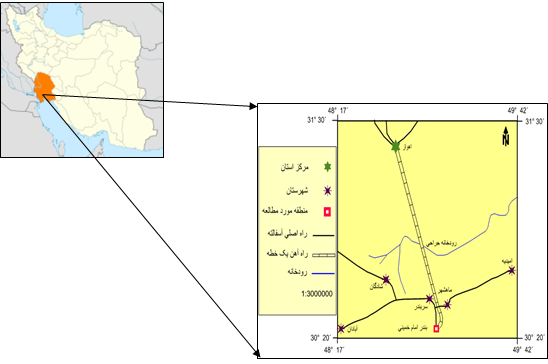 48° 17'
49° 42'
31° 30'
31° 30'
N
اهواز
مرکز استان
شهرستان
منطقه مورد مطالعه
راه اصلي آسفالته
راه آهن یک خطه
رودخانه
1:3000000
رودخانه جراحی
امیدیه
شادگان
ماهشهر
سربندر
آبادان
بندر امام خمینی
30° 20'
30° 20'
48° 17'
49° 42'